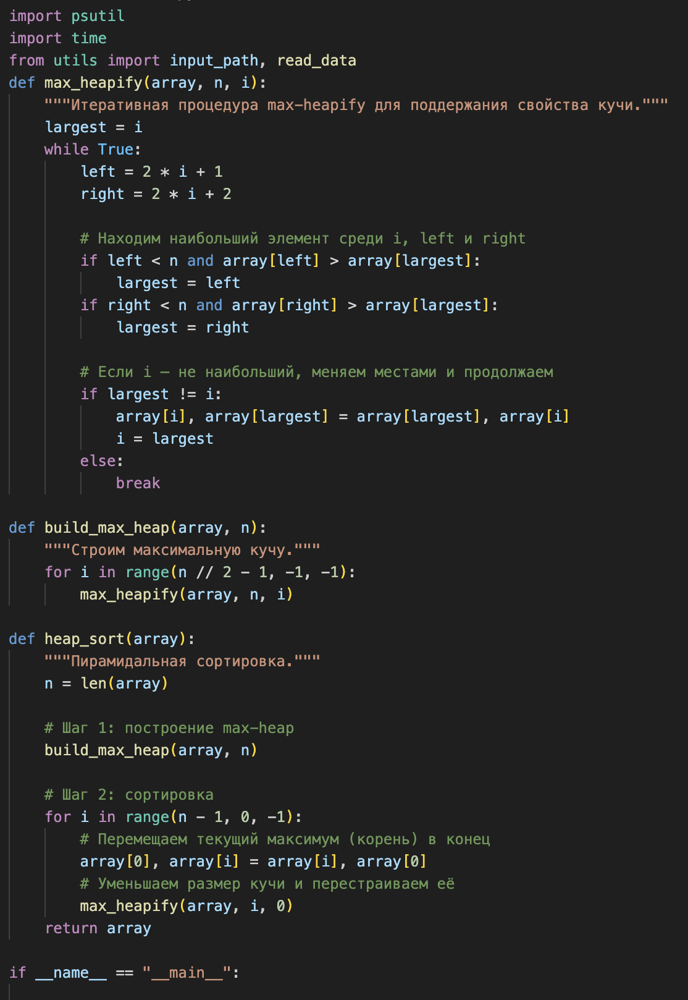 import psutil
import time
from utils import input_path, read_data
def max_heapify(array, n, i):
    """Итеративная процедура max-heapify для поддержания свойства кучи."""
    largest = i
    while True:
        left = 2 * i + 1
        right = 2 * i + 2

        # Находим наибольший элемент среди i, left и right
        if left < n and array[left] > array[largest]:
            largest = left
        if right < n and array[right] > array[largest]:
            largest = right

        # Если i — не наибольший, меняем местами и продолжаем
        if largest != i:
            array[i], array[largest] = array[largest], array[i]
            i = largest
        else:
            break

def build_max_heap(array, n):
    """Строим максимальную кучу."""
    for i in range(n // 2 - 1, -1, -1):
        max_heapify(array, n, i)

def heap_sort(array):
    """Пирамидальная сортировка."""
    n = len(array)

    # Шаг 1: построение max-heap
    build_max_heap(array, n)

    # Шаг 2: сортировка
    for i in range(n - 1, 0, -1):
        # Перемещаем текущий максимум (корень) в конец
        array[0], array[i] = array[i], array[0]
        # Уменьшаем размер кучи и перестраиваем её
        max_heapify(array, i, 0)
    return array

if __name__ == "__main__":